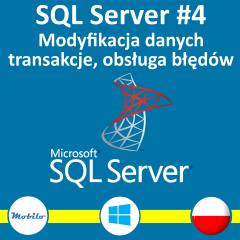 SQL Server #4
Modyfikacja danych
transakcje, obsługa błędów
Microsoft
SQL Server
Mobilo